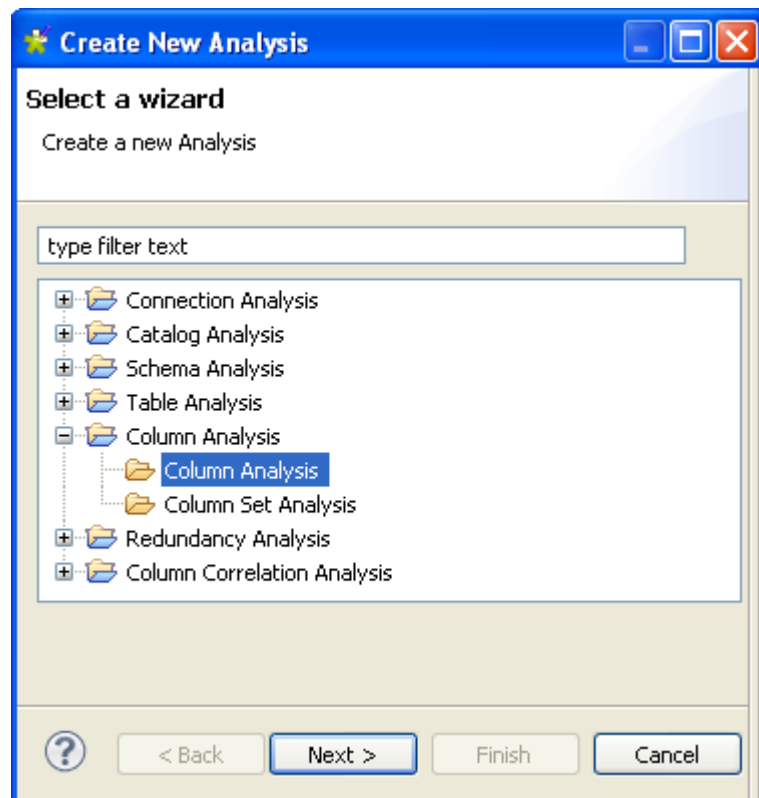 Create New Analysis
Select a wizard
Create a new Analysis
type filter text
Connection Analysis
Catalog Analysis
Schema Analysis
Table Analysis
Column Analysis
Column Analysis
Column Set Analysis
Redundancy Analysis
Column Correlation Analysis
? < Back Next > Finish Cancel